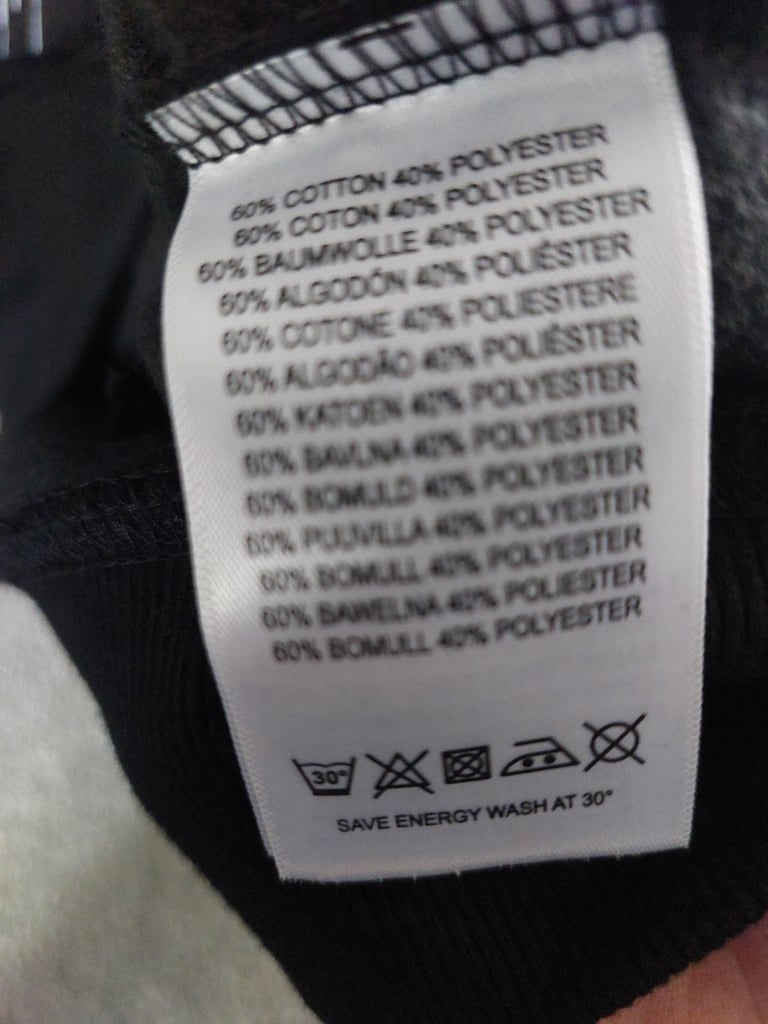 60% COTTON 40% POLYESTER
60% COTON 40% POLYESTER
60% BAUMWOLLE 40% POLYESTER
60% ALGODÓN 40% POLIÉSTER
60% COTONE 40% POLIESTERE
60% ALGODÃO 40% POLIÉSTER
60% KATOEN 40% POLYESTER
60% BAVLNA 40% POLYESTER
60% BOMULD 40% POLYESTER
60% PUUVILLA 40% POLYESTER
60% BOMULL 40% POLYESTER
60% BAWELNA 40% POLIESTER
60% BOMULL 40% POLYESTER
30°
SAVE ENERGY WASH AT 30°